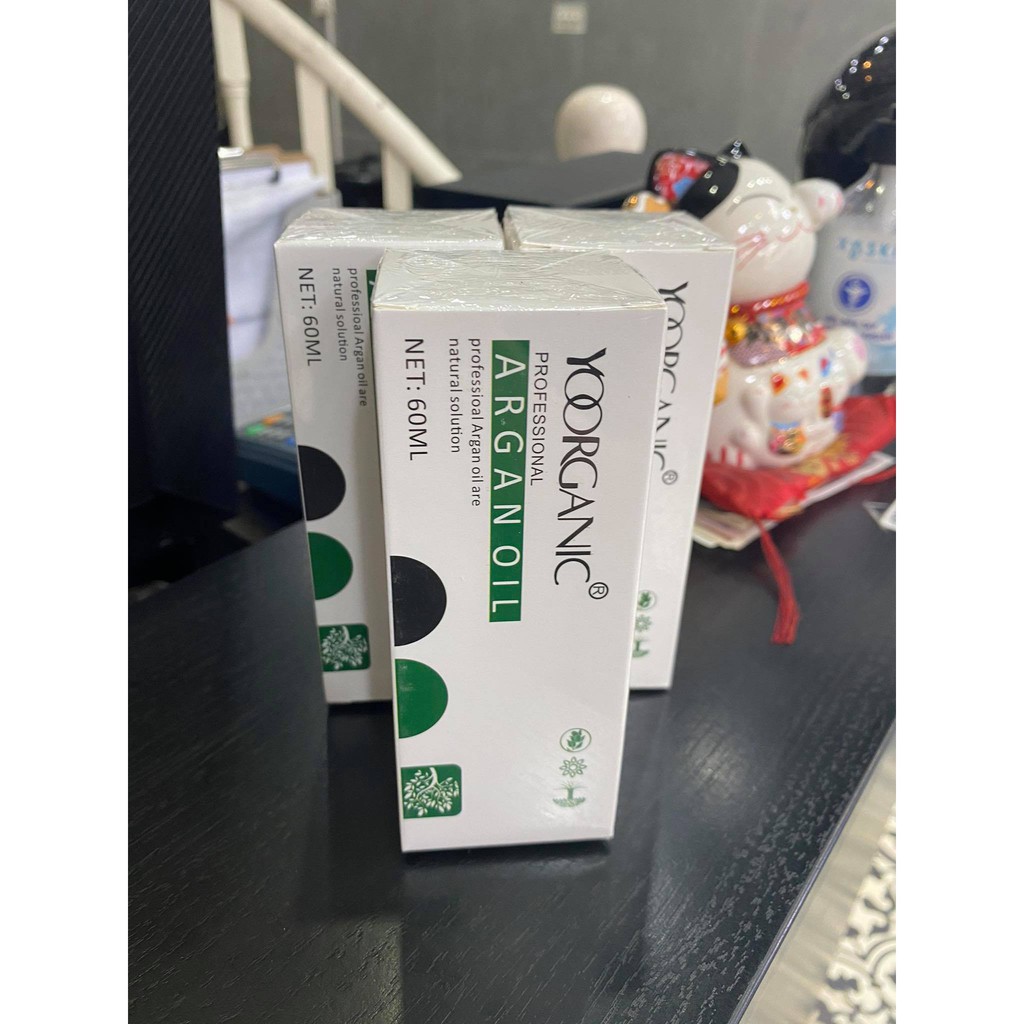 YOORGANIC®
PROFESSIONAL
ARGAN OIL
professioal Argan oil are
natural solution
NET: 60ML
professioal Argan oil are
natural solution
NET: 60ML
YOORGANIC®